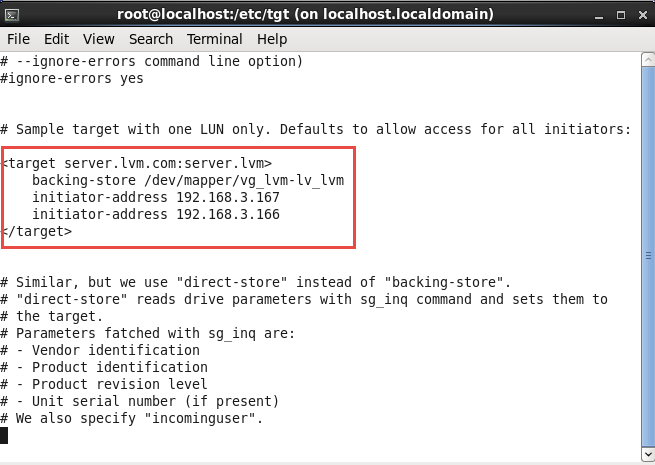 root@localhost:/etc/tgt (on localhost.localdomain)
File Edit View Search Terminal Help
# --ignore-errors command line option)
#ignore-errors yes
# Sample target with one LUN only. Defaults to allow access for all initiators:
<target server.lvm.com:server.lvm>
    backing-store /dev/mapper/vg_lvm-lv_lvm
    initiator-address 192.168.3.167
    initiator-address 192.168.3.166
</target>
# Similar, but we use "direct-store" instead of "backing-store".
# "direct-store" reads drive parameters with sg_inq command and sets them to
# the target.
# Parameters fatched with sg_inq are:
# - Vendor identification
# - Product identification
# - Product revision level
# - Unit serial number (if present)
# We also specify "incominguser".